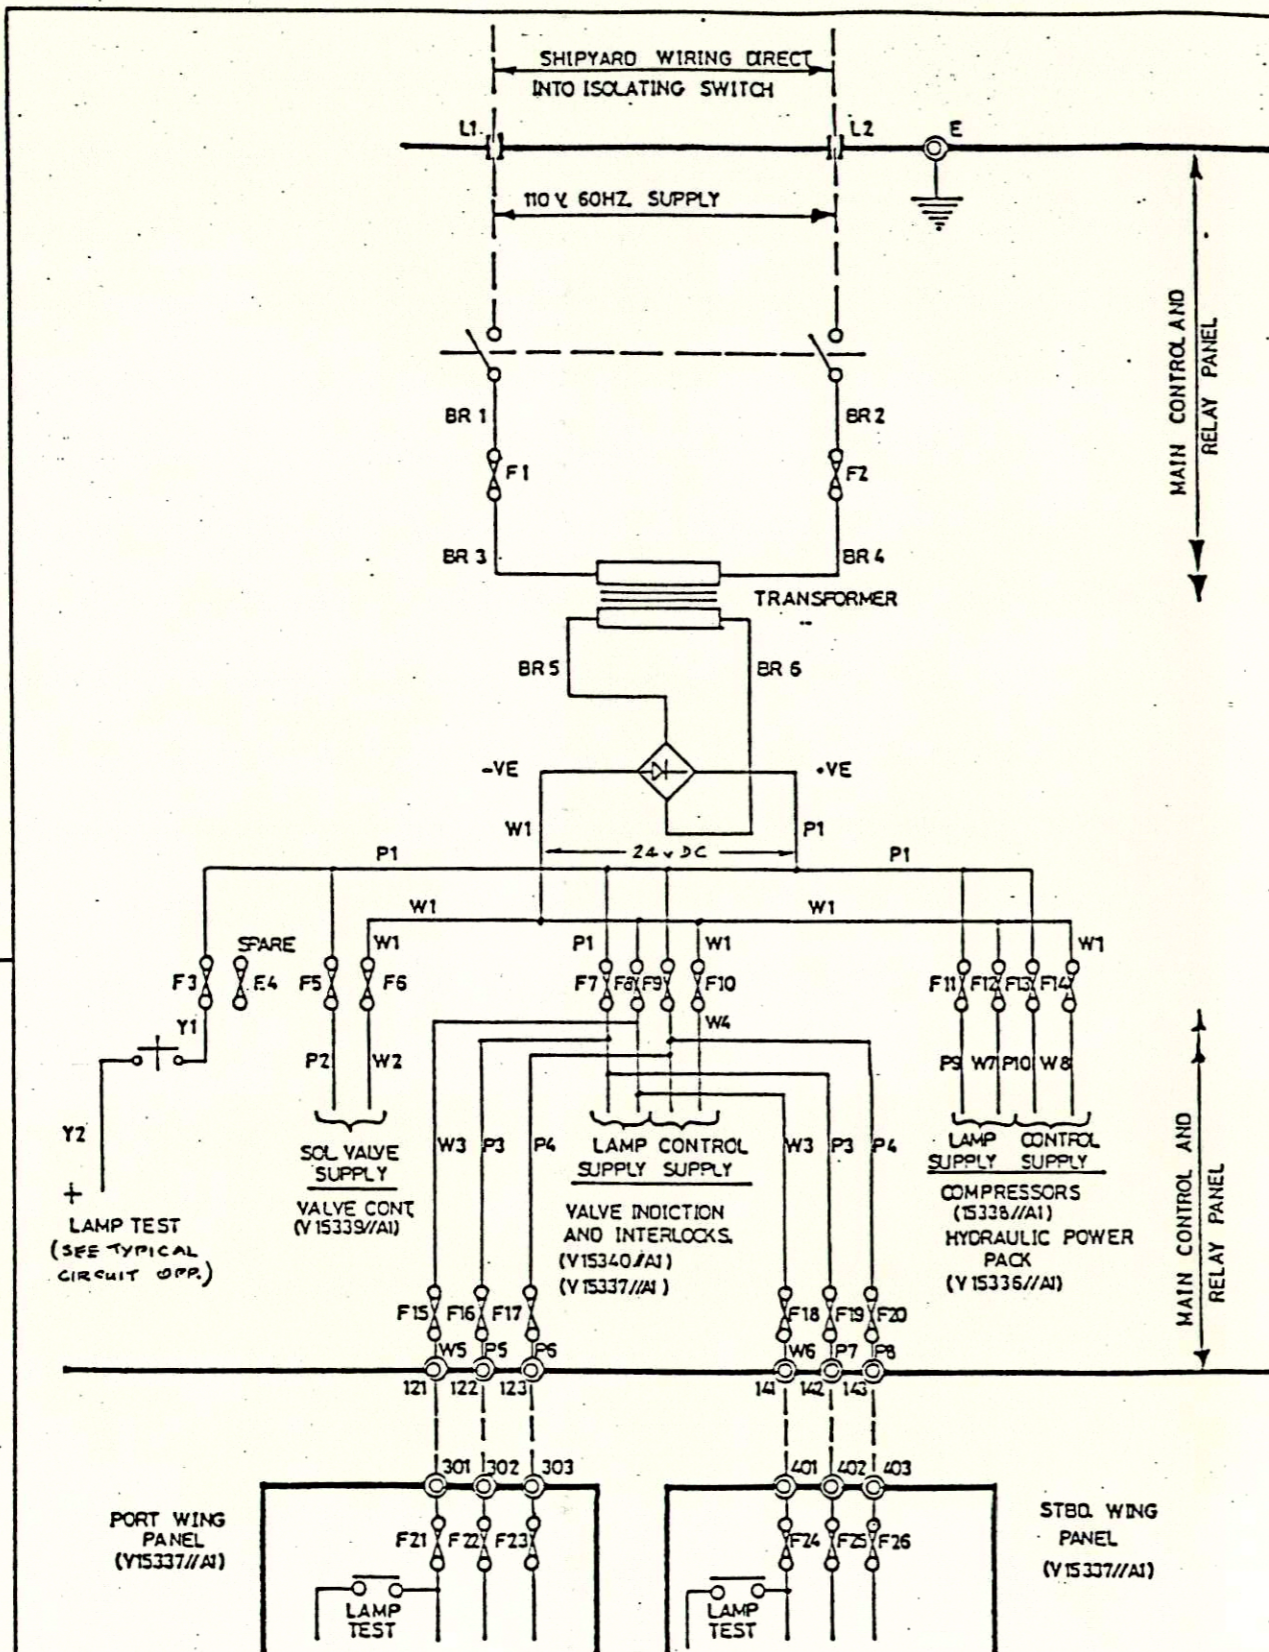 SHIPYARD WIRING DIRECT
INTO ISOLATING SWITCH
L1
L2
E
110 V. 60HZ. SUPPLY
MAIN CONTROL AND
RELAY PANEL
BR 1
BR 2
F1
F2
BR 3
BR 4
TRANSFORMER
BR 5
BR 6
-VE
+VE
W1
P1
24 V DC
P1
P1
W1
W1
SPARE
W1
P1
W1
W1
F3
F4
F5
F6
F7
F8
F9
F10
F11
F12
F13
F14
Y1
W4
P2
W2
P9
W7
P10
W8
Y2
W3
P3
P4
W3
P3
P4
SOL VALVE
SUPPLY
VALVE CONT.
(Y15339//A1)
LAMP
SUPPLY
CONTROL
SUPPLY
VALVE INDICTION
AND INTERLOCKS.
(Y15340//A1)
(Y15337//A1)
LAMP
SUPPLY
CONTROL
SUPPLY
COMPRESSORS
(15338//A1)
HYDRAULIC POWER
PACK
(Y15336//A1)
MAIN CONTROL AND
RELAY PANEL
+
LAMP TEST
(SEE TYPICAL
CIRCUIT OPP.)
F15
F16
F17
F18
F19
F20
W5
P5
P6
W6
P7
P8
121
122
123
141
142
143
301
302
303
401
402
403
PORT WING
PANEL
(Y15337//A1)
STBD. WING
PANEL
(Y15337//A1)
F21
F22
F23
F24
F25
F26
LAMP
TEST
LAMP
TEST